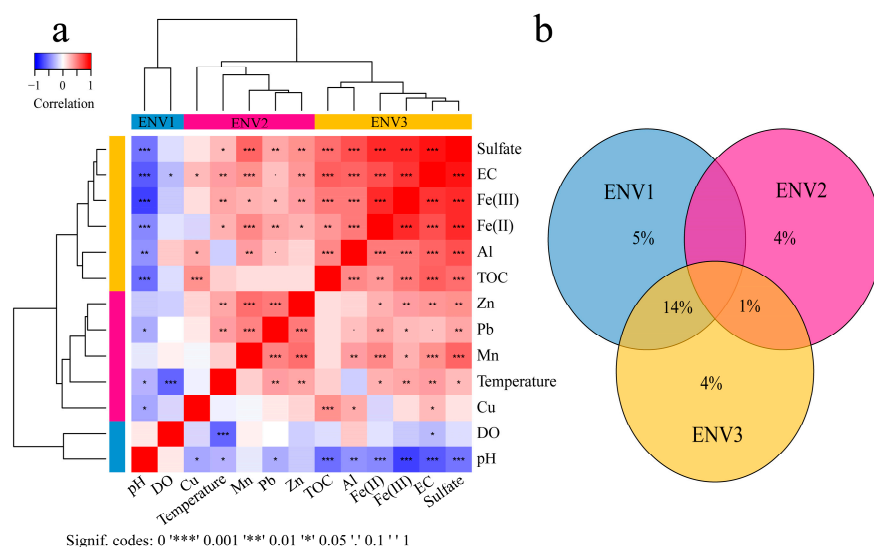 a
b
−1 0 1
Correlation
ENV1 ENV2 ENV3
*** * *** ** ** *** *** *** *** *** Sulfate
*** * * ** *** . ** *** *** *** *** *** EC
*** ** * * ** *** *** *** *** *** Fe(III)
*** * *** ** * ** *** *** *** *** Fe(II)
** * ** . *** *** *** *** *** Al
*** *** *** ** *** *** *** TOC
** *** *** * ** ** ** Zn
* ** *** *** . ** * . ** Pb
*** *** ** *** * *** *** Mn
* *** ** ** * ** ** * Temperature
* *** * * Cu
*** * DO
* * * *** ** *** *** *** *** pH
pH DO Cu Temperature Mn Pb Zn TOC Al Fe(II) Fe(III) EC Sulfate
Signif. codes: 0 '***' 0.001 '**' 0.01 '*' 0.05 '.' 0.1 ' ' 1
ENV1 ENV2
5% 4%
14% 1%
4%
ENV3